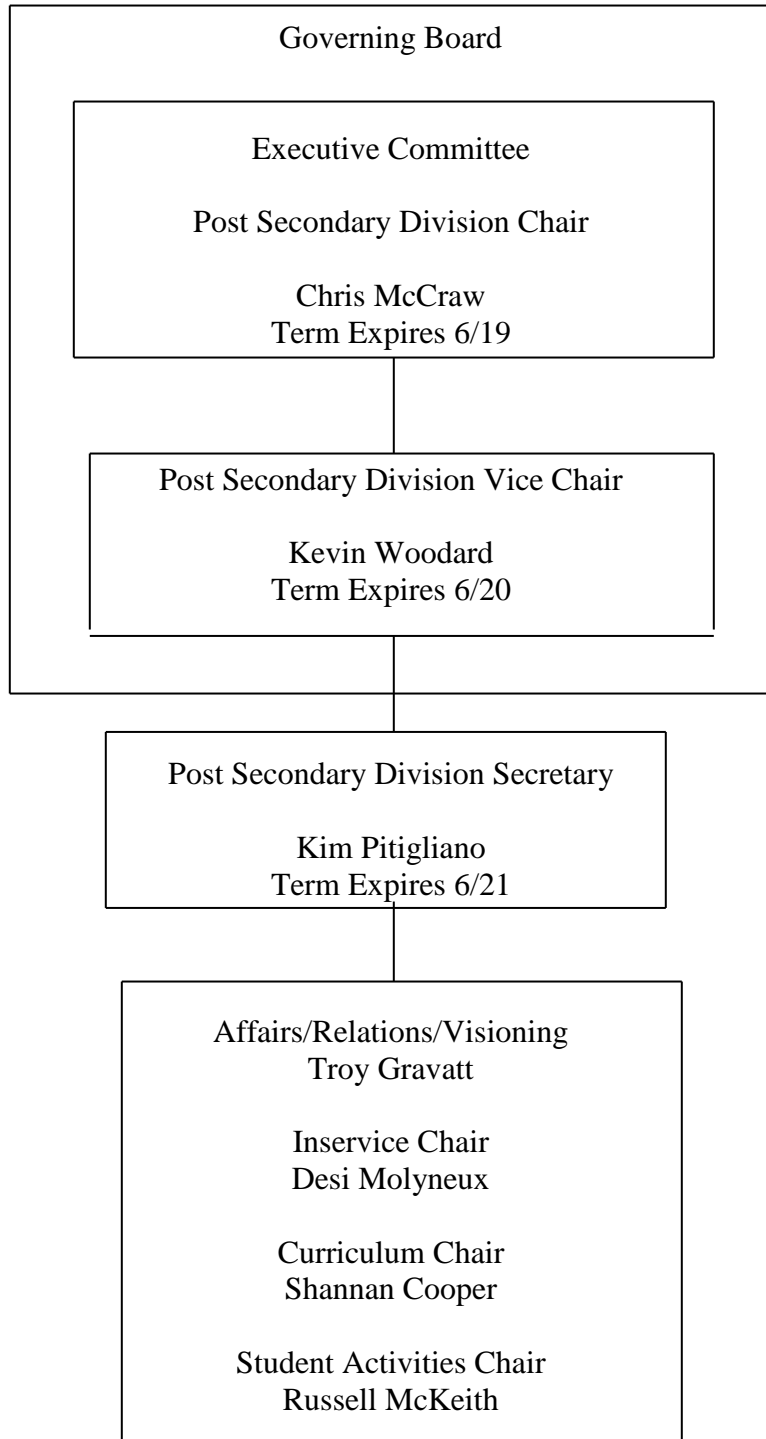 Governing Board
Executive Committee
Post Secondary Division Chair
Chris McCraw
Term Expires 6/19
Post Secondary Division Vice Chair
Kevin Woodard
Term Expires 6/20
Post Secondary Division Secretary
Kim Pitigliano
Term Expires 6/21
Affairs/Relations/Visioning
Troy Gravatt
Inservice Chair
Desi Molyneux
Curriculum Chair
Shannan Cooper
Student Activities Chair
Russell McKeith